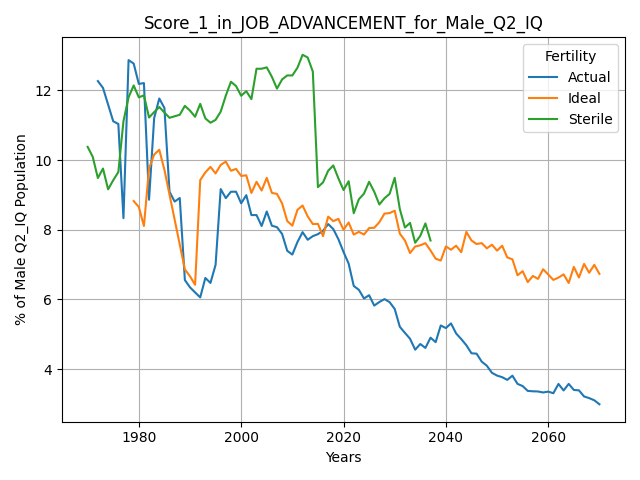 Score_1_in_JOB_ADVANCEMENT_for_Male_Q2_IQ
Fertility
Actual
Ideal
Sterile
% of Male Q2_IQ Population
12
10
8
6
4
1980 2000 2020 2040 2060
Years